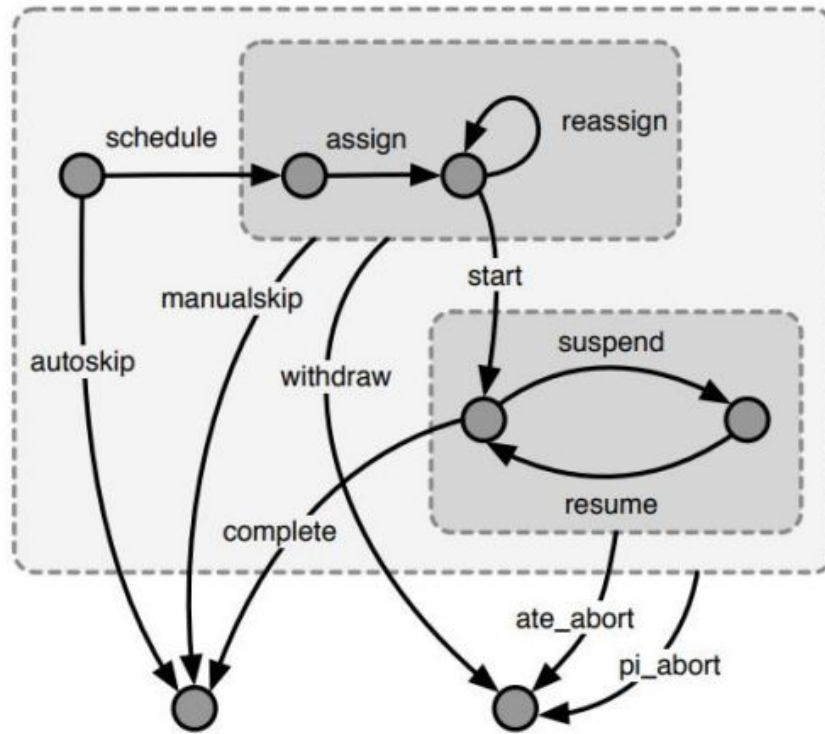 schedule
assign
reassign
start
manualskip
suspend
autoskip
withdraw
resume
complete
ate_abort
pi_abort